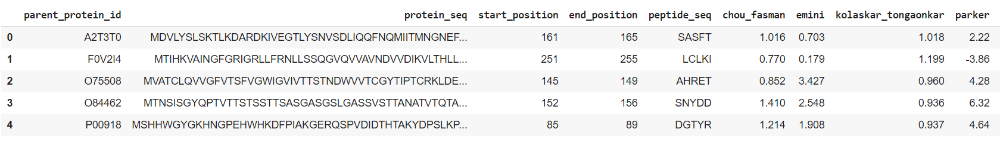 parent_protein_id protein_seq start_position end_position peptide_seq chou_fasman emini kolaskar_tongaonkar parker
0 A2T3T0 MDVLYSLSKTLKDARDKIVEGTLYSNVSDLIQQFNQMIITMNGNEF... 161 165 SASFT 1.016 0.703 1.018 2.22
1 F0V2I4 MTIHKVAINGFGRIGRLLFRNLLSSQGVQVVAVNDVVDIKVLTHLL... 251 255 LCLKI 0.770 0.179 1.199 -3.86
2 O75508 MVATCLQVVGFVTSFVGWIGVIVTTSTNDWVVTCGYTIPTCRKLDE... 145 149 AHRET 0.852 3.427 0.960 4.28
3 O84462 MTNSISGYQPTVTTSTSSTTSASGASGSLGASSVSTTANATVTQTA... 152 156 SNYDD 1.410 2.548 0.936 6.32
4 P00918 MSHHWGYGKHNGPEHWHKDFPIAKGERQSPVDIDTHTAKYDPSLKP... 85 89 DGTYR 1.214 1.908 0.937 4.64